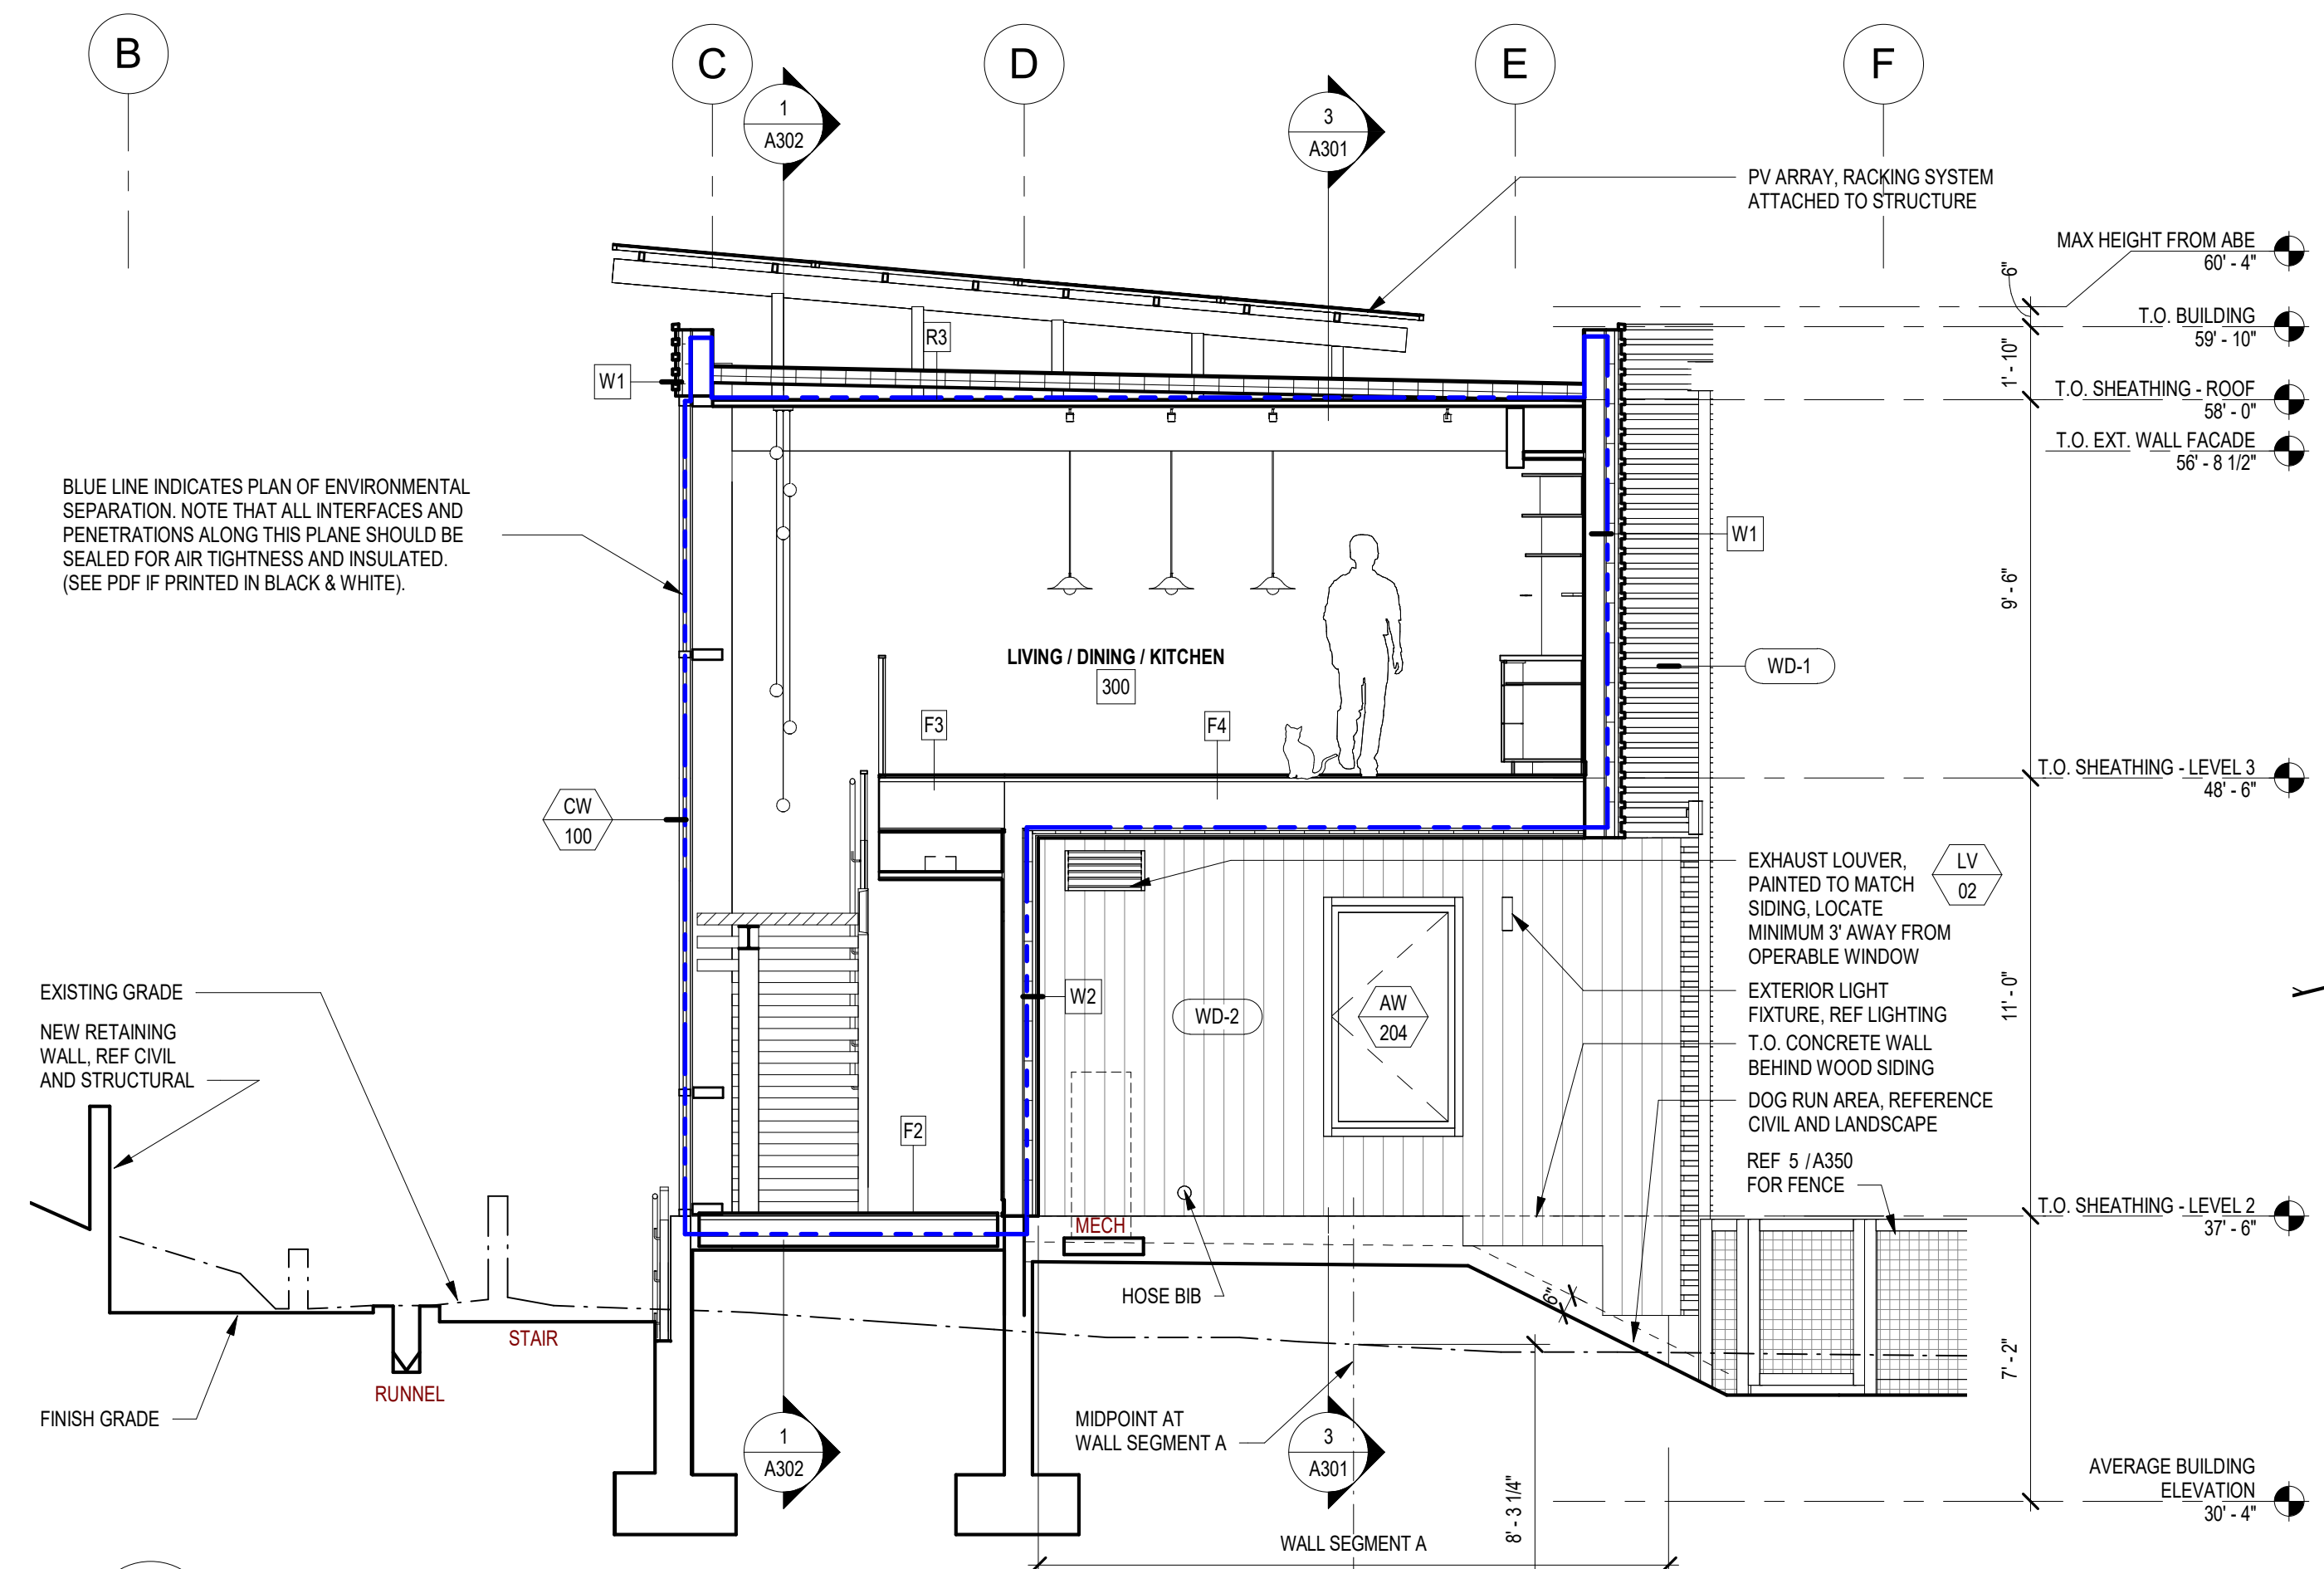 B
C
D
E
F
1
A302
3
A301
PV ARRAY, RACKING SYSTEM
ATTACHED TO STRUCTURE
MAX HEIGHT FROM ABE
60' - 4"
6"
T.O. BUILDING
59' - 10"
1' - 10"
T.O. SHEATHING - ROOF
58' - 0"
T.O. EXT. WALL FACADE
56' - 8 1/2"
R3
W1
BLUE LINE INDICATES PLAN OF ENVIRONMENTAL
SEPARATION. NOTE THAT ALL INTERFACES AND
PENETRATIONS ALONG THIS PLANE SHOULD BE
SEALED FOR AIR TIGHTNESS AND INSULATED.
(SEE PDF IF PRINTED IN BLACK & WHITE).
W1
9' - 6"
LIVING / DINING / KITCHEN
300
WD-1
F3
F4
T.O. SHEATHING - LEVEL 3
48' - 6"
CW
100
EXHAUST LOUVER,
PAINTED TO MATCH
SIDING, LOCATE
MINIMUM 3' AWAY FROM
OPERABLE WINDOW
LV
02
EXISTING GRADE
NEW RETAINING
WALL, REF CIVIL
AND STRUCTURAL
W2
WD-2
AW
204
EXTERIOR LIGHT
FIXTURE, REF LIGHTING
11' - 0"
T.O. CONCRETE WALL
BEHIND WOOD SIDING
DOG RUN AREA, REFERENCE
CIVIL AND LANDSCAPE
F2
REF 5 / A350
FOR FENCE
T.O. SHEATHING - LEVEL 2
37' - 6"
MECH
HOSE BIB
6"
STAIR
RUNNEL
7' - 2"
FINISH GRADE
MIDPOINT AT
WALL SEGMENT A
1
A302
3
A301
AVERAGE BUILDING
ELEVATION
30' - 4"
8' - 3 1/4"
WALL SEGMENT A